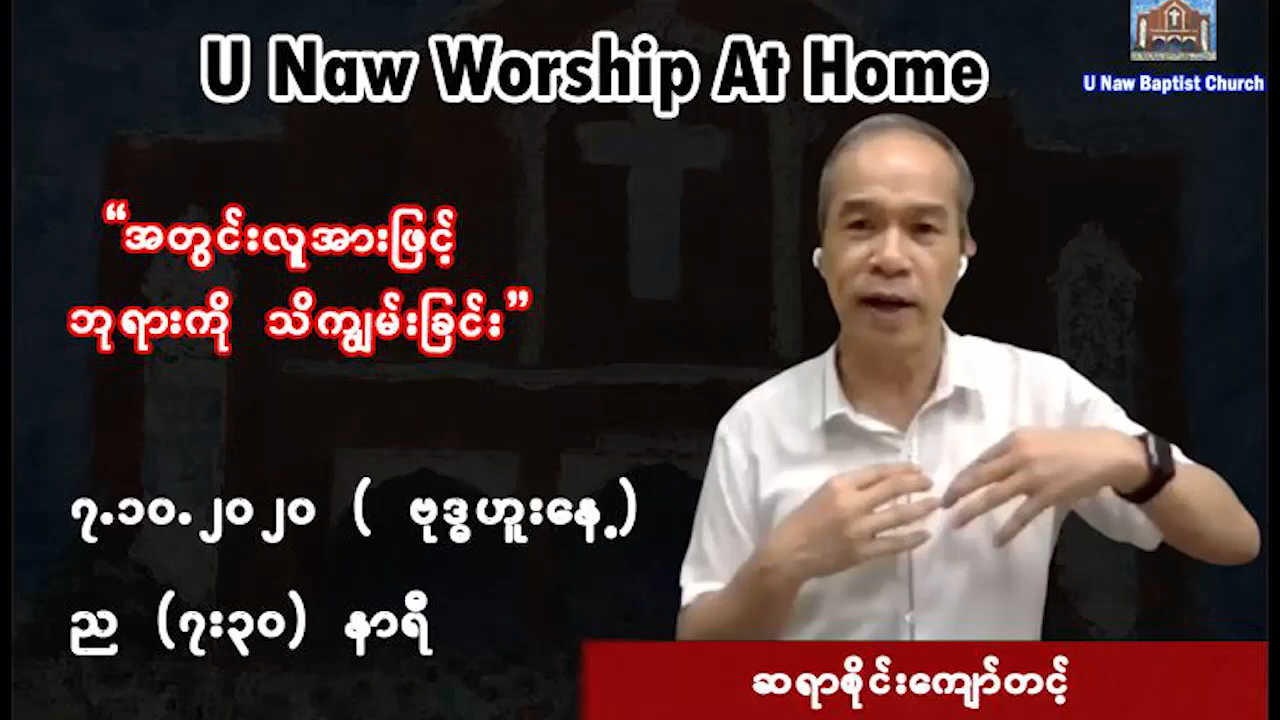 U Naw Worship At Home
U Naw Baptist Church
“အတွင်းလူအားဖြင့်
ဘုရားကို သိကျွမ်းခြင်း”
၇.၁၀.၂၀၂၀ ( ဗုဒ္ဓဟူးနေ့)
ည (၇း၃၀) နာရီ
ဆရာစိုင်းကျော်တင့်